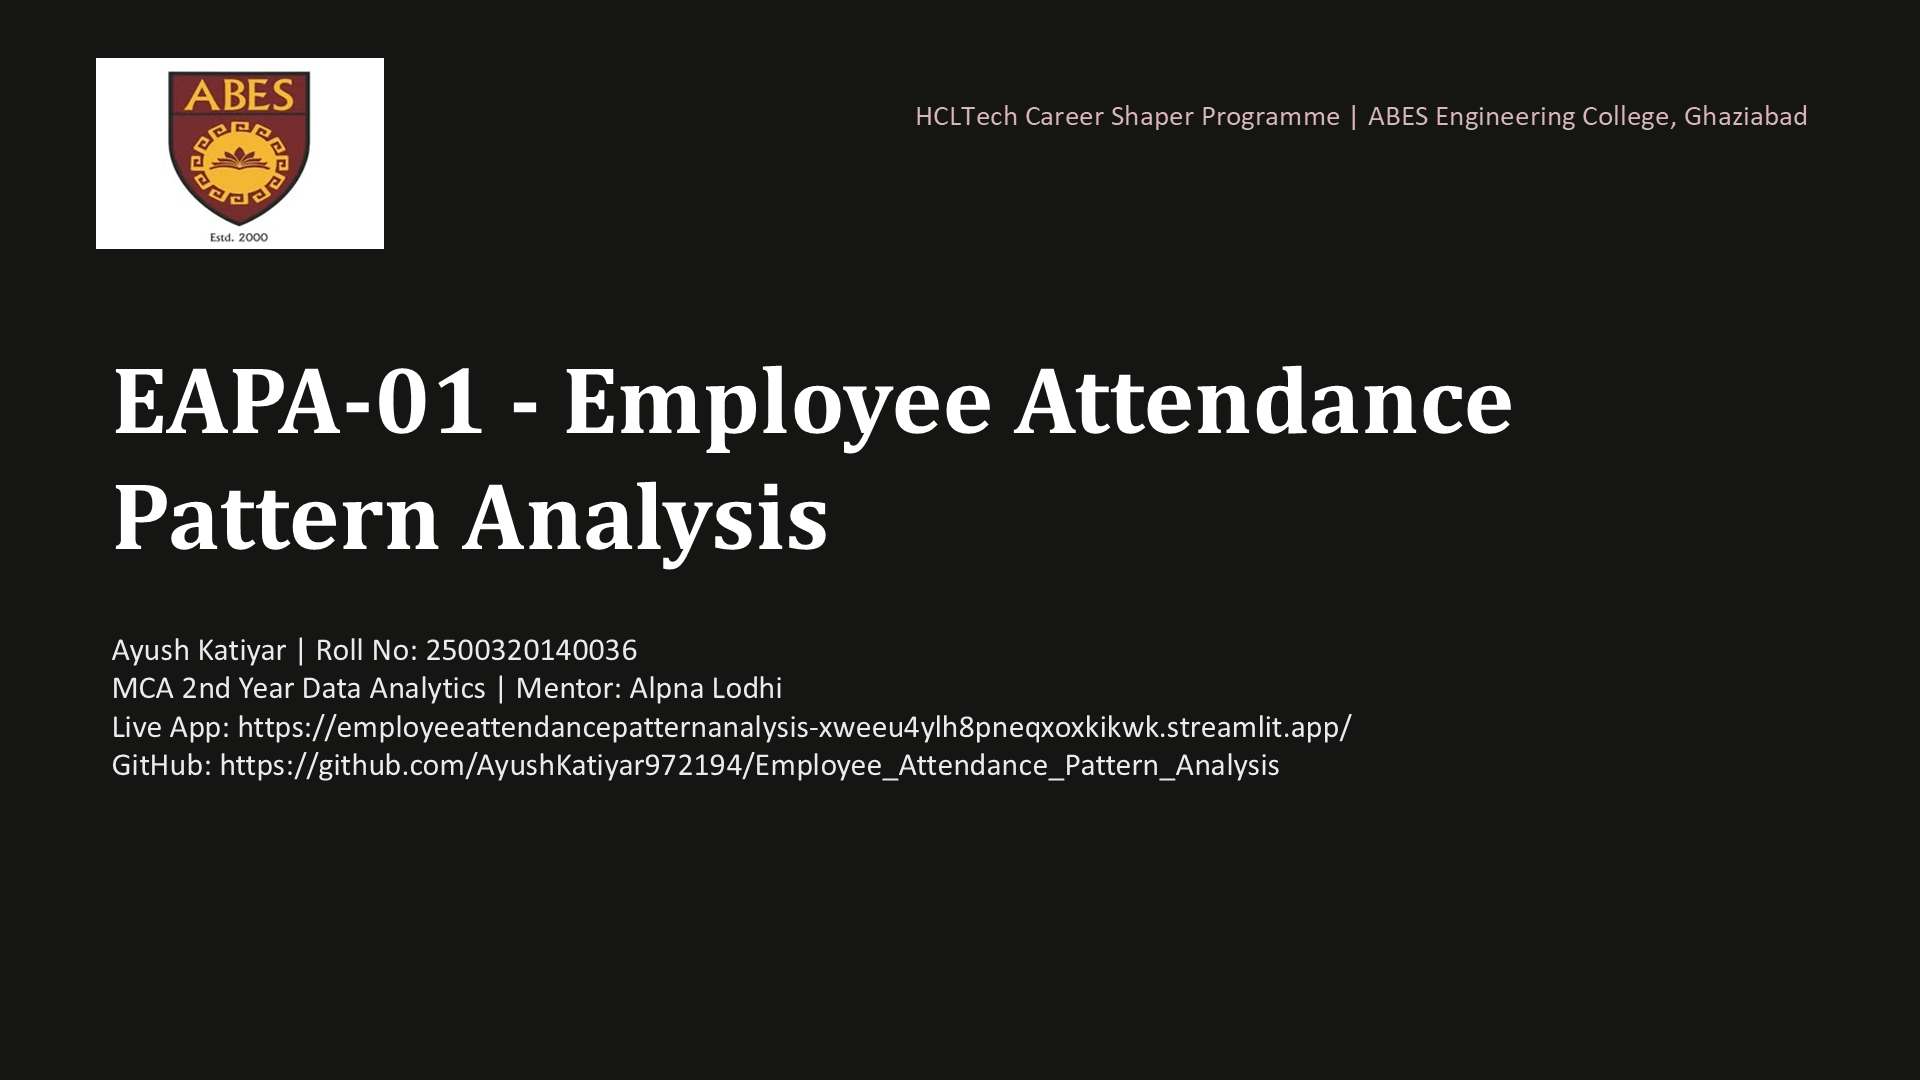 ABES
Estd. 2000
HCLTech Career Shaper Programme | ABES Engineering College, Ghaziabad
EAPA-01 - Employee Attendance
Pattern Analysis
Ayush Katiyar | Roll No: 2500320140036
MCA 2nd Year Data Analytics | Mentor: Alpna Lodhi
Live App: https://employeeattendancepatternanalysis-xweeu4ylh8pneqxoxkikwk.streamlit.app/
GitHub: https://github.com/AyushKatiyar972194/Employee_Attendance_Pattern_Analysis